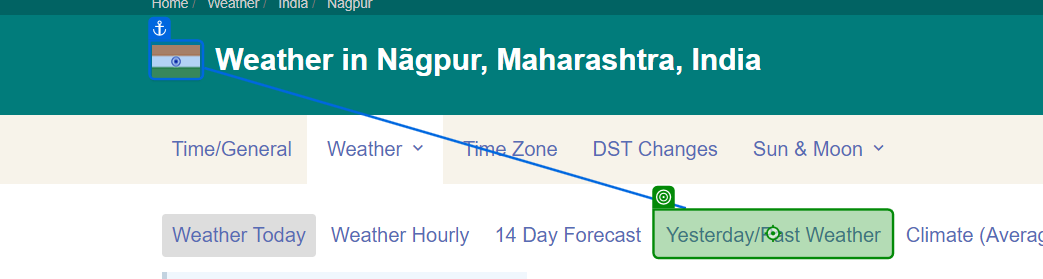 Home / Weather / India / Nagpur
Weather in Nãgpur, Maharashtra, India
Time/General Weather Time Zone DST Changes Sun & Moon
Weather Today Weather Hourly 14 Day Forecast Yesterday/Past Weather Climate (Averag